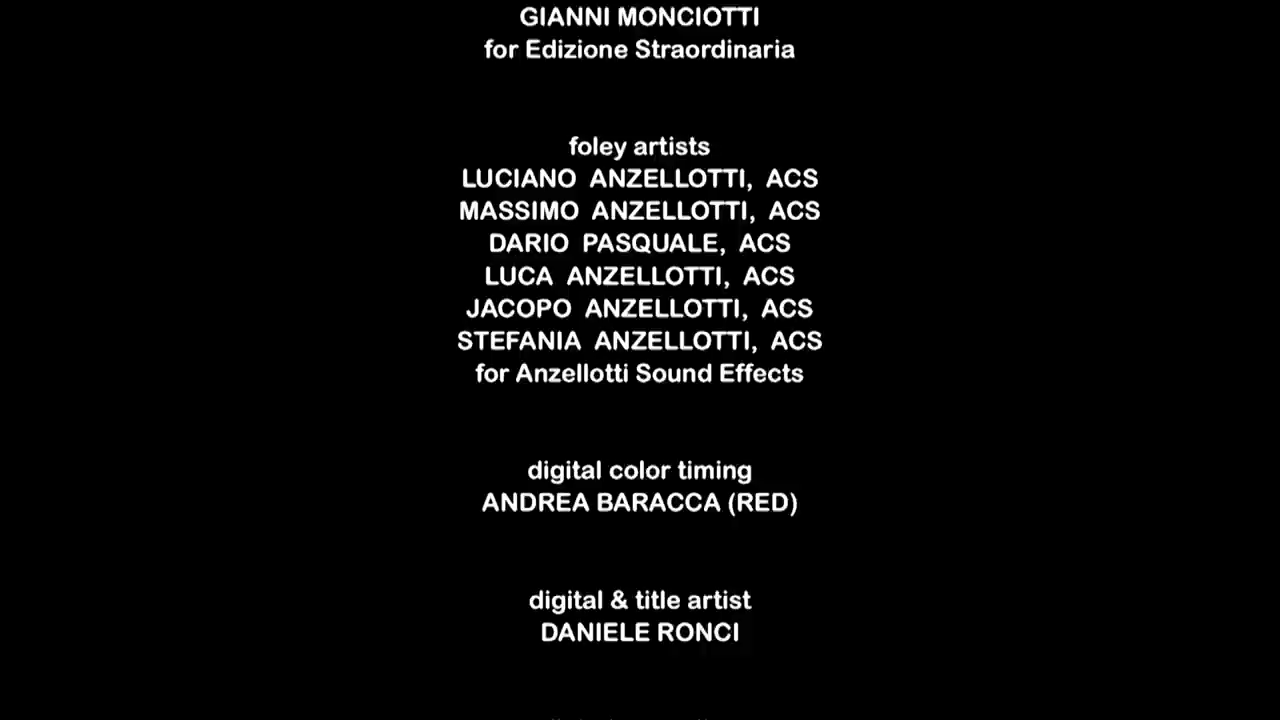 GIANNI MONCIOTTI
for Edizione Straordinaria
foley artists
LUCIANO ANZELLOTTI, ACS
MASSIMO ANZELLOTTI, ACS
DARIO PASQUALE, ACS
LUCA ANZELLOTTI, ACS
JACOPO ANZELLOTTI, ACS
STEFANIA ANZELLOTTI, ACS
for Anzellotti Sound Effects
digital color timing
ANDREA BARACCA (RED)
digital & title artist
DANIELE RONCI